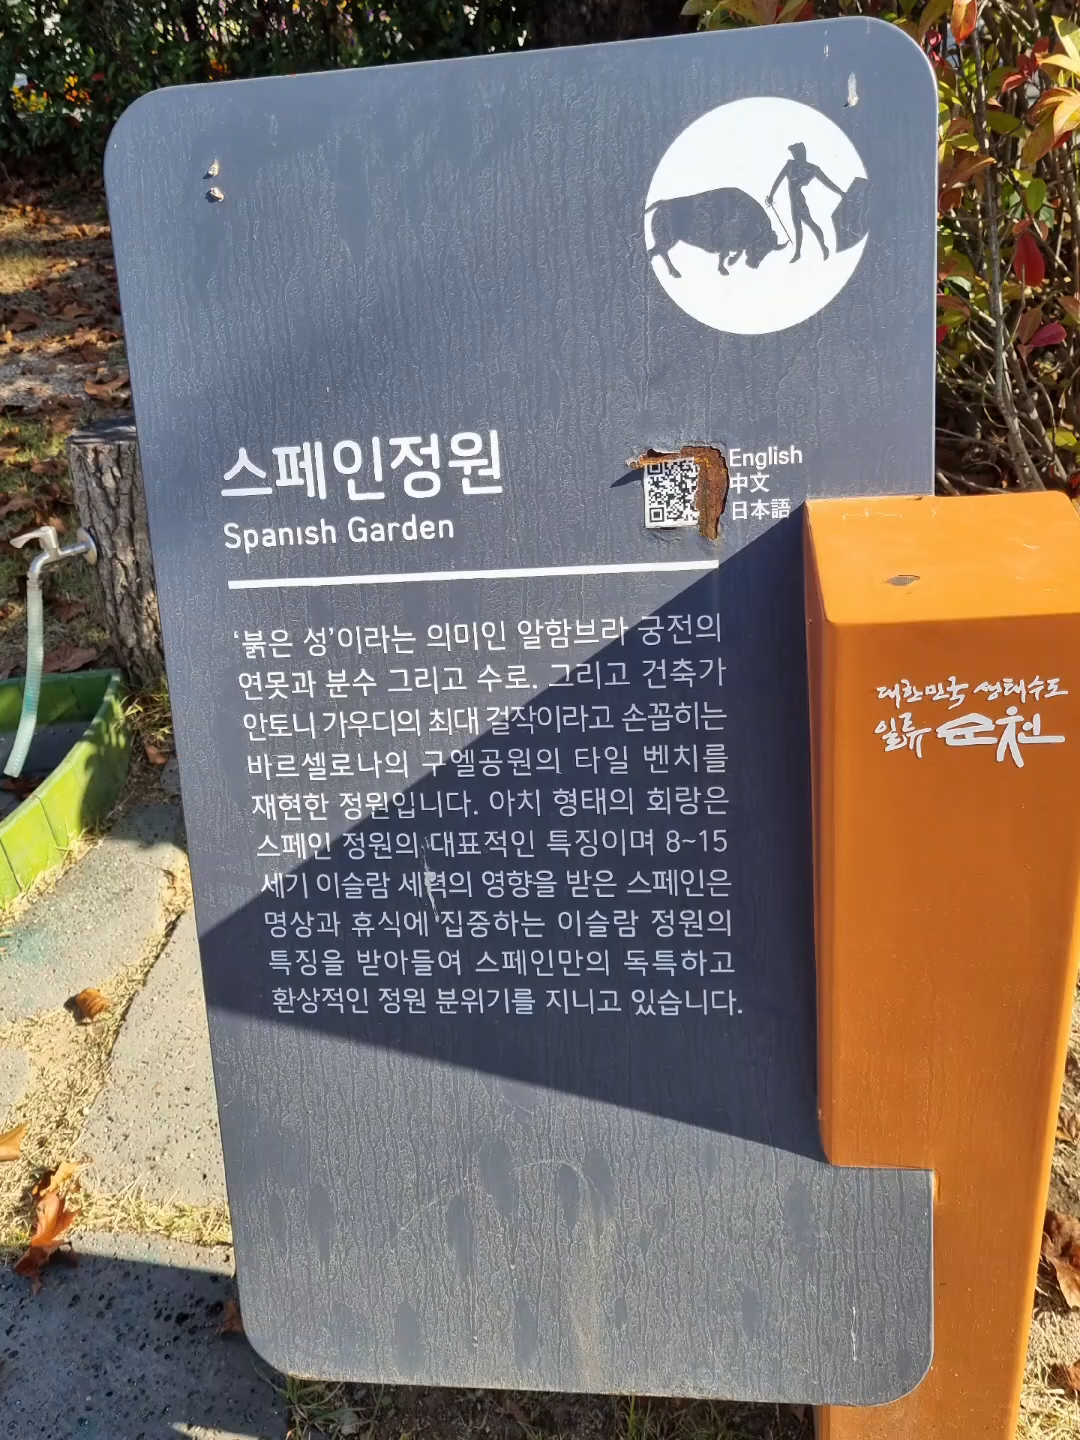 스페인정원
Spanish Garden
English
中文
日本語
‘붉은 성’이라는 의미인 알함브라 궁전의
연못과 분수 그리고 수로. 그리고 건축가
안토니 가우디의 최대 걸작이라고 손꼽히는
바르셀로나의 구엘공원의 타일 벤치를
재현한 정원입니다. 아치 형태의 회랑은
스페인 정원의 대표적인 특징이며 8~15
세기 이슬람 세력의 영향을 받은 스페인은
명상과 휴식에 집중하는 이슬람 정원의
특징을 받아들여 스페인만의 독특하고
환상적인 정원 분위기를 지니고 있습니다.
대한민국 생태수도
일류 순천